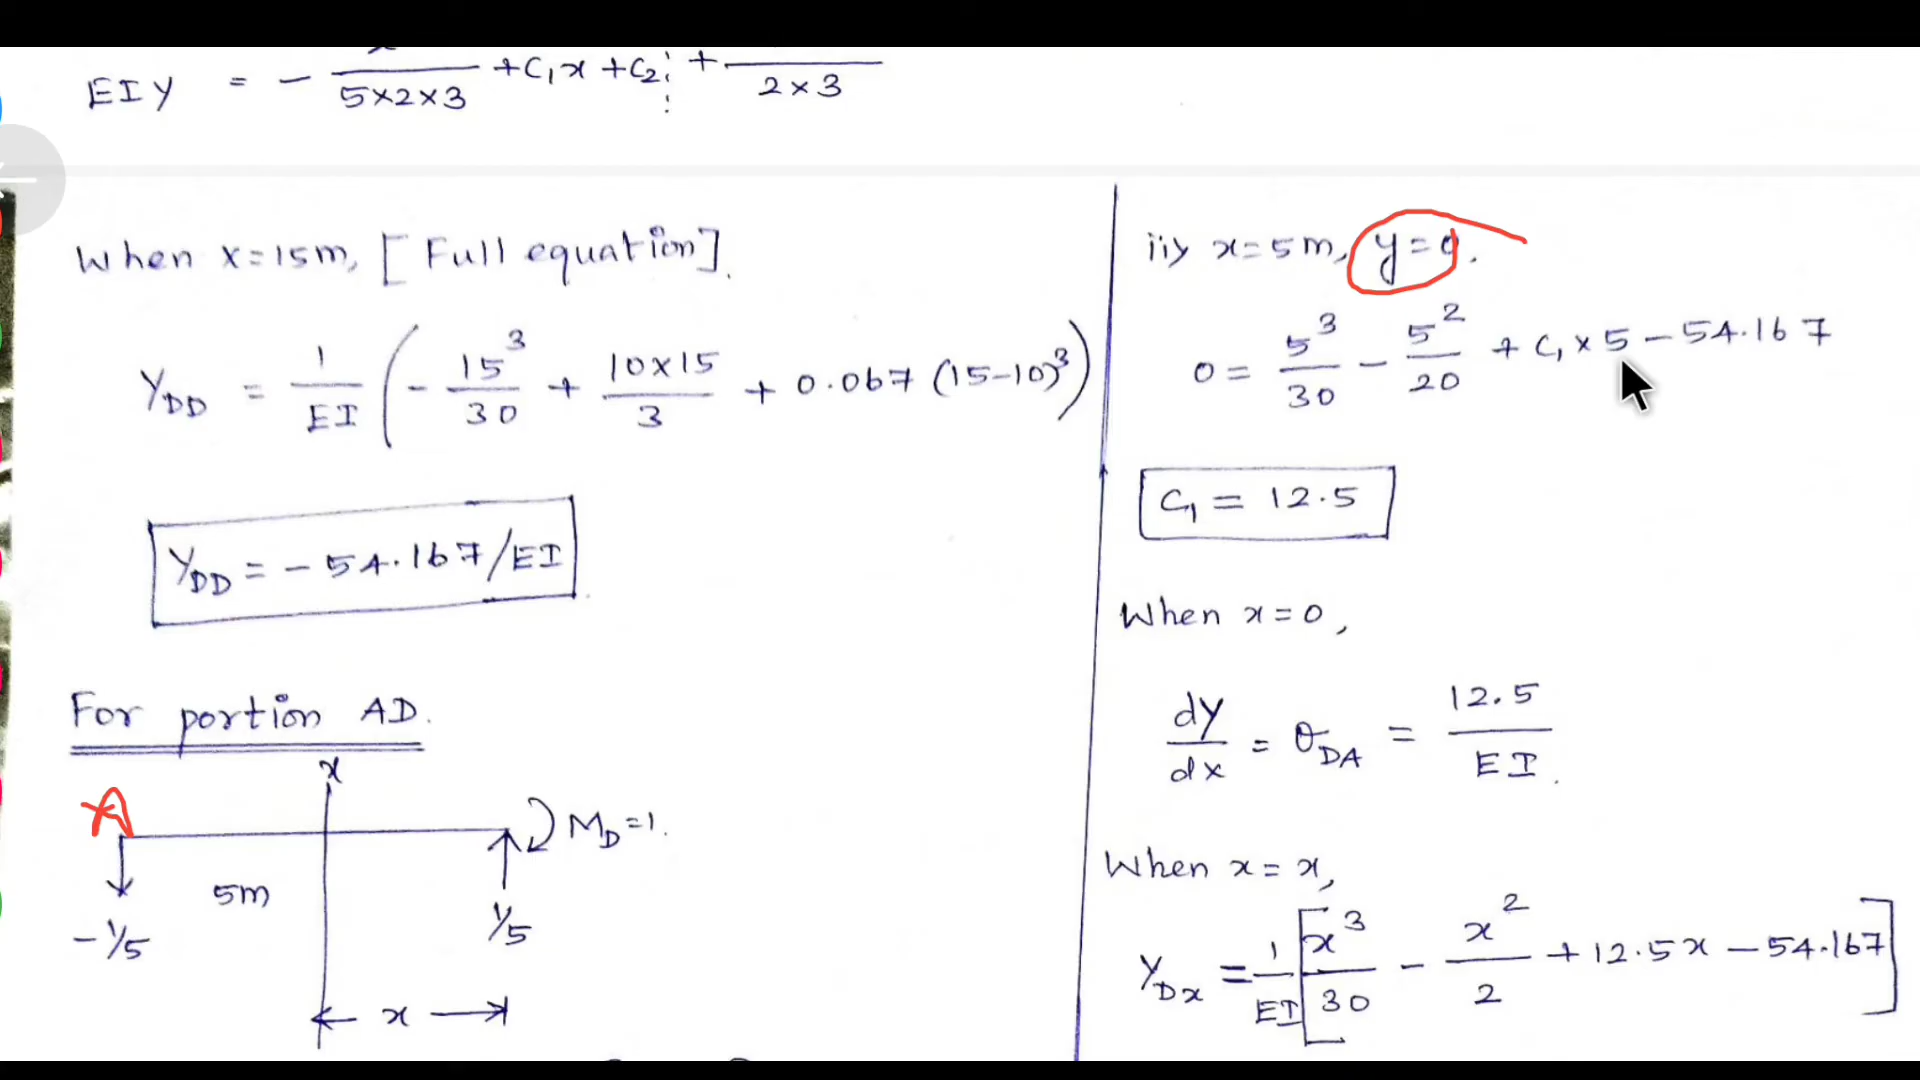 EIY = - ―/5×2×3 + C₁x + C₂ ¦ + ―/2×3
When x=15m, [Full equation].
Y_DD = 1/EI ( - 15³/30 + 10×15/3 + 0.067 (15-10)³ )
Y_DD = - 54.167/EI
For portion AD.
x
A
M_D=1.
5m
-1/5
1/5
x
iiy x=5m, y=0.
0 = 5³/30 - 5²/20 + C₁×5 - 54.167
C₁ = 12.5
When x=0,
dy/dx = θ_DA = 12.5/EI.
When x=x,
Y_Dx = 1/EI [ x³/30 - x²/2 + 12.5x - 54.167 ]